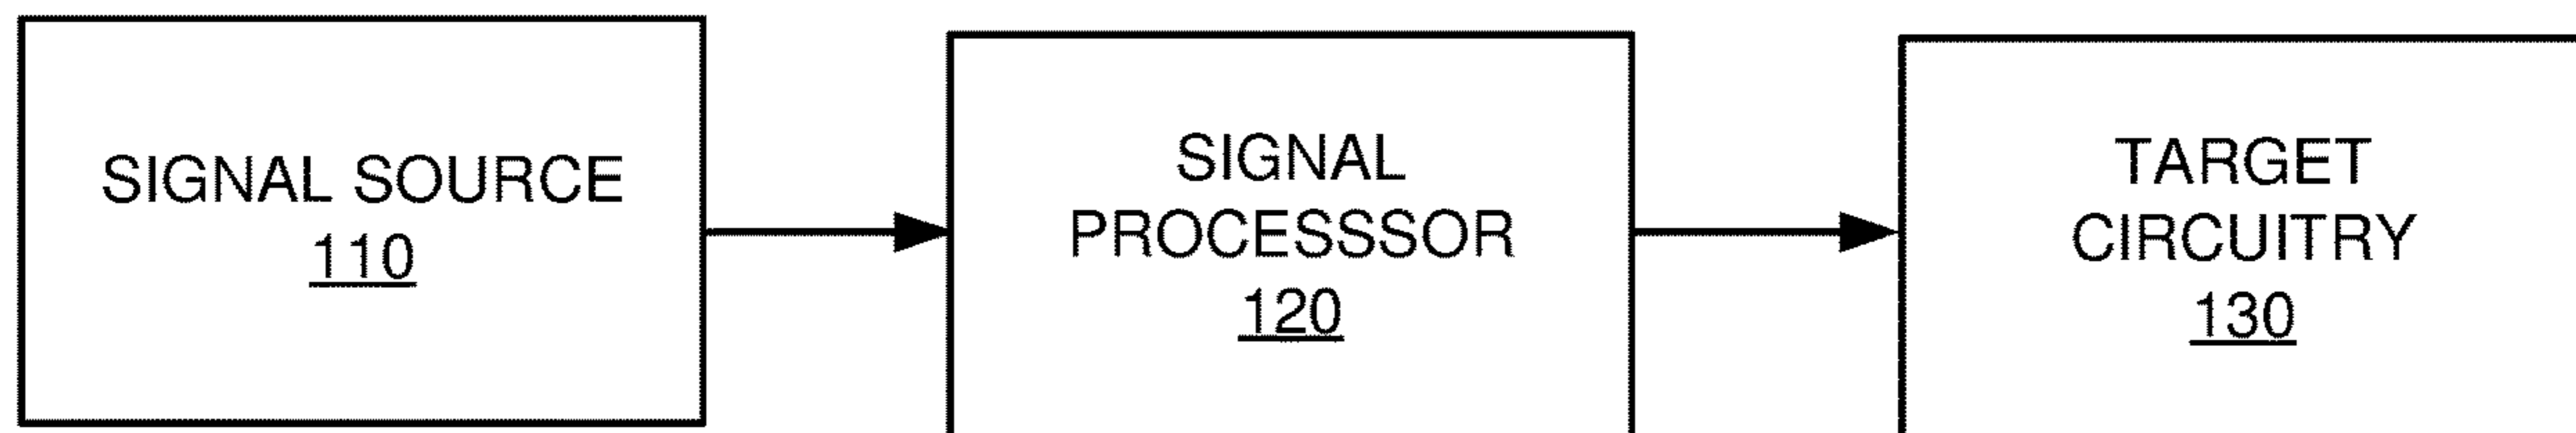 SIGNAL SOURCE
110
SIGNAL
PROCESSSOR
120
TARGET
CIRCUITRY
130